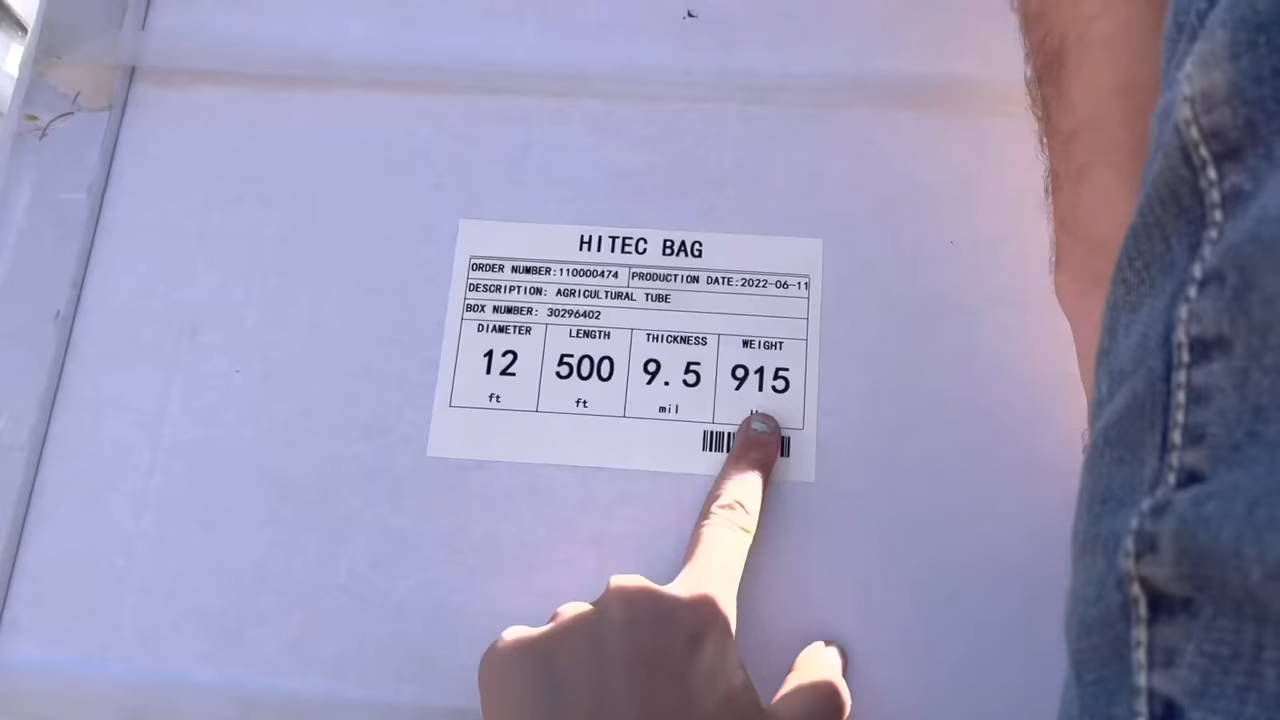 HITEC BAG
ORDER NUMBER:110000474 PRODUCTION DATE:2022-06-11
DESCRIPTION: AGRICULTURAL TUBE
BOX NUMBER: 30296402
DIAMETER LENGTH THICKNESS WEIGHT
12 500 9.5 915
ft ft mil